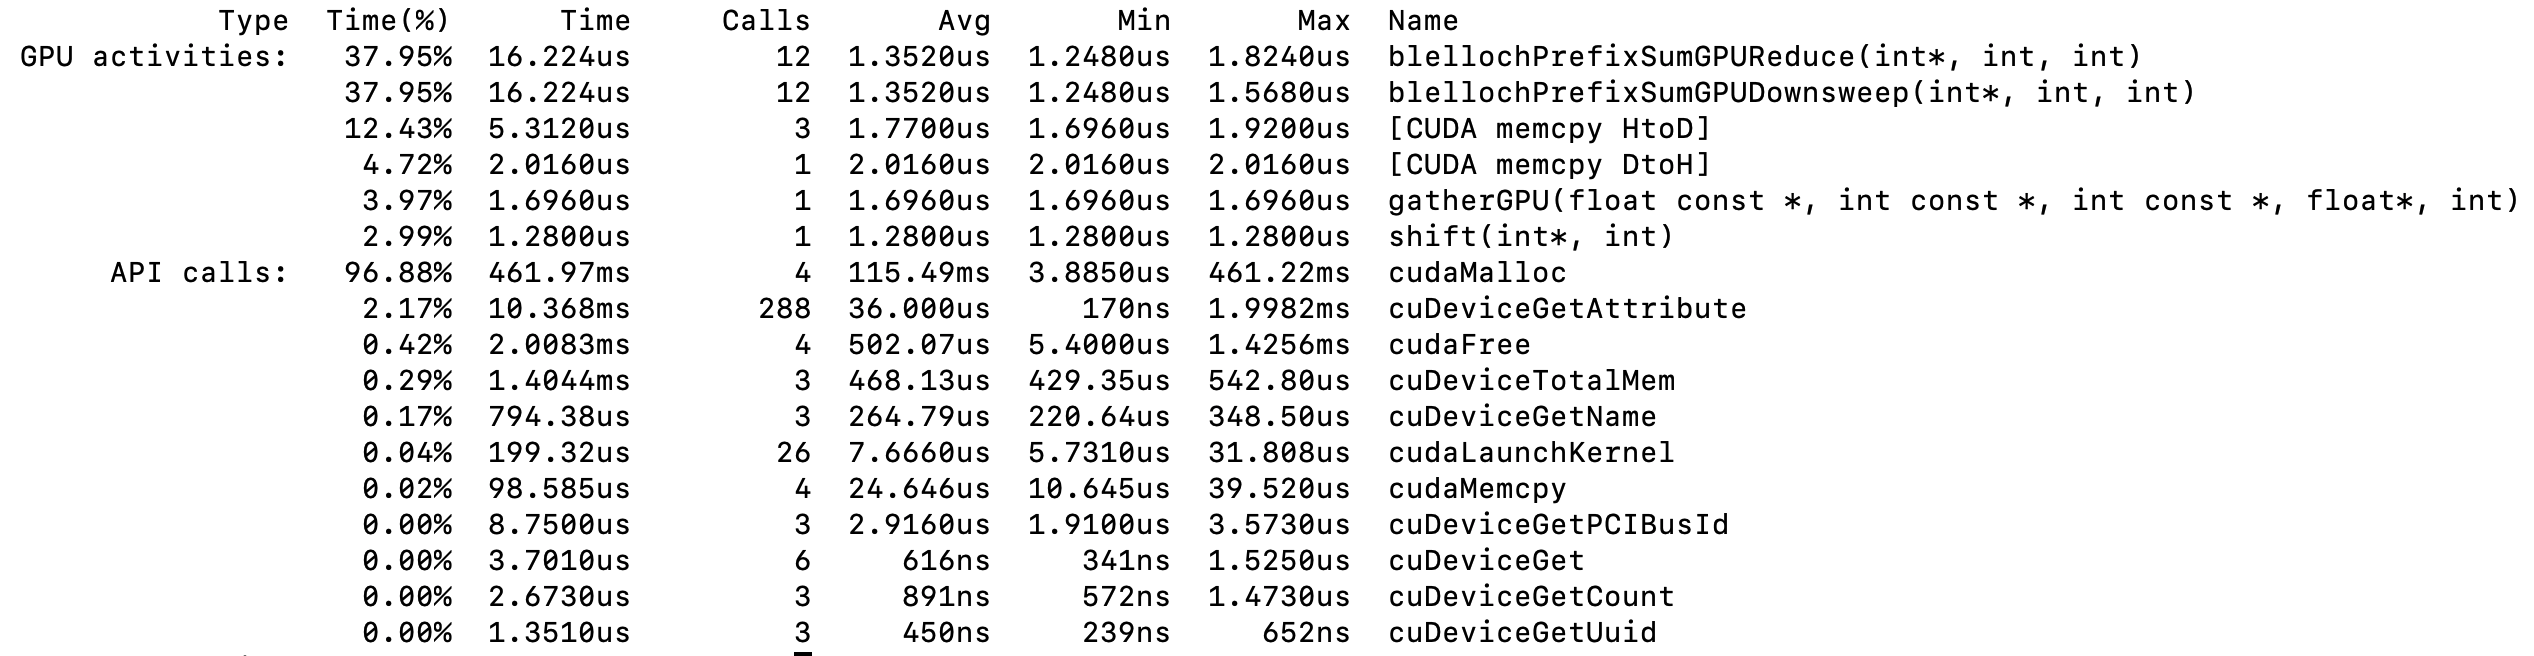 Type Time(%) Time Calls Avg Min Max Name
GPU activities: 37.95% 16.224us 12 1.3520us 1.2480us 1.8240us blellochPrefixSumGPUReduce(int*, int, int)
37.95% 16.224us 12 1.3520us 1.2480us 1.5680us blellochPrefixSumGPUDownsweep(int*, int, int)
12.43% 5.3120us 3 1.7700us 1.6960us 1.9200us [CUDA memcpy HtoD]
4.72% 2.0160us 1 2.0160us 2.0160us 2.0160us [CUDA memcpy DtoH]
3.97% 1.6960us 1 1.6960us 1.6960us 1.6960us gatherGPU(float const *, int const *, int const *, float*, int)
2.99% 1.2800us 1 1.2800us 1.2800us 1.2800us shift(int*, int)
API calls: 96.88% 461.97ms 4 115.49ms 3.8850us 461.22ms cudaMalloc
2.17% 10.368ms 288 36.000us 170ns 1.9982ms cuDeviceGetAttribute
0.42% 2.0083ms 4 502.07us 5.4000us 1.4256ms cudaFree
0.29% 1.4044ms 3 468.13us 429.35us 542.80us cuDeviceTotalMem
0.17% 794.38us 3 264.79us 220.64us 348.50us cuDeviceGetName
0.04% 199.32us 26 7.6660us 5.7310us 31.808us cudaLaunchKernel
0.02% 98.585us 4 24.646us 10.645us 39.520us cudaMemcpy
0.00% 8.7500us 3 2.9160us 1.9100us 3.5730us cuDeviceGetPCIBusId
0.00% 3.7010us 6 616ns 341ns 1.5250us cuDeviceGet
0.00% 2.6730us 3 891ns 572ns 1.4730us cuDeviceGetCount
0.00% 1.3510us 3 450ns 239ns 652ns cuDeviceGetUuid